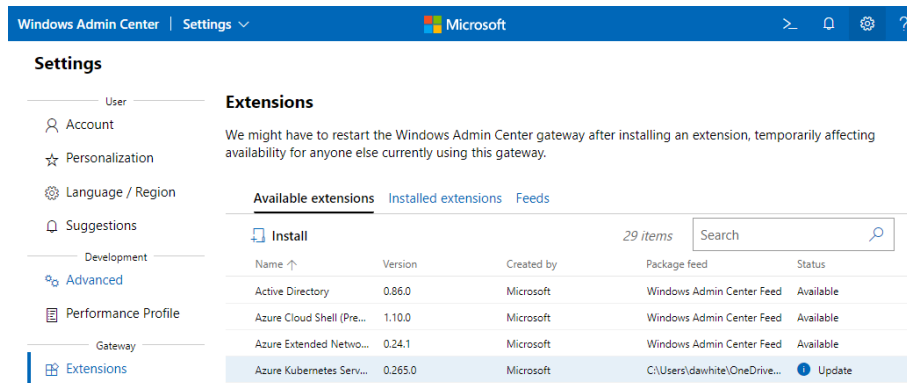 Windows Admin Center | Settings
Microsoft
>_
?
Settings
User
Account
Personalization
Language / Region
Suggestions
Development
Advanced
Performance Profile
Gateway
Extensions
Extensions
We might have to restart the Windows Admin Center gateway after installing an extension, temporarily affecting
availability for anyone else currently using this gateway.
Available extensions Installed extensions Feeds
Install 29 items Search
Name ↑ Version Created by Package feed Status
Active Directory 0.86.0 Microsoft Windows Admin Center Feed Available
Azure Cloud Shell (Pre... 1.10.0 Microsoft Windows Admin Center Feed Available
Azure Extended Netwo... 0.24.1 Microsoft Windows Admin Center Feed Available
Azure Kubernetes Serv... 0.265.0 Microsoft C:\Users\dawhite\OneDrive... Update